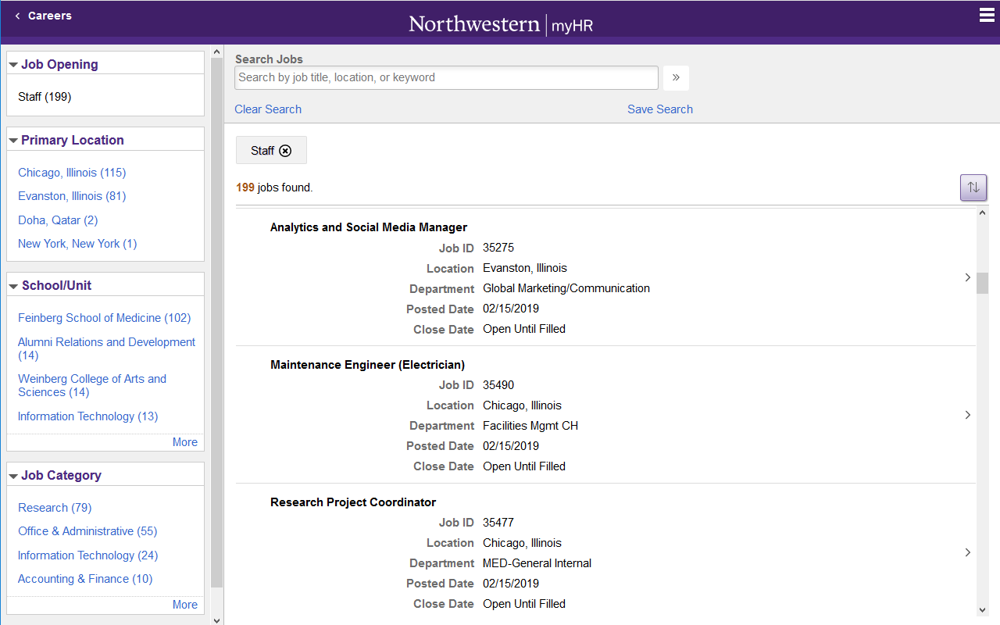 Careers
Northwestern | myHR
Job Opening
Staff (199)
Primary Location
Chicago, Illinois (115)
Evanston, Illinois (81)
Doha, Qatar (2)
New York, New York (1)
School/Unit
Feinberg School of Medicine (102)
Alumni Relations and Development
(14)
Weinberg College of Arts and
Sciences (14)
Information Technology (13)
More
Job Category
Research (79)
Office & Administrative (55)
Information Technology (24)
Accounting & Finance (10)
More
Search Jobs
Search by job title, location, or keyword
»
Clear Search
Save Search
Staff
199 jobs found.
Analytics and Social Media Manager
Job ID 35275
Location Evanston, Illinois
Department Global Marketing/Communication
Posted Date 02/15/2019
Close Date Open Until Filled
Maintenance Engineer (Electrician)
Job ID 35490
Location Chicago, Illinois
Department Facilities Mgmt CH
Posted Date 02/15/2019
Close Date Open Until Filled
Research Project Coordinator
Job ID 35477
Location Chicago, Illinois
Department MED-General Internal
Posted Date 02/15/2019
Close Date Open Until Filled